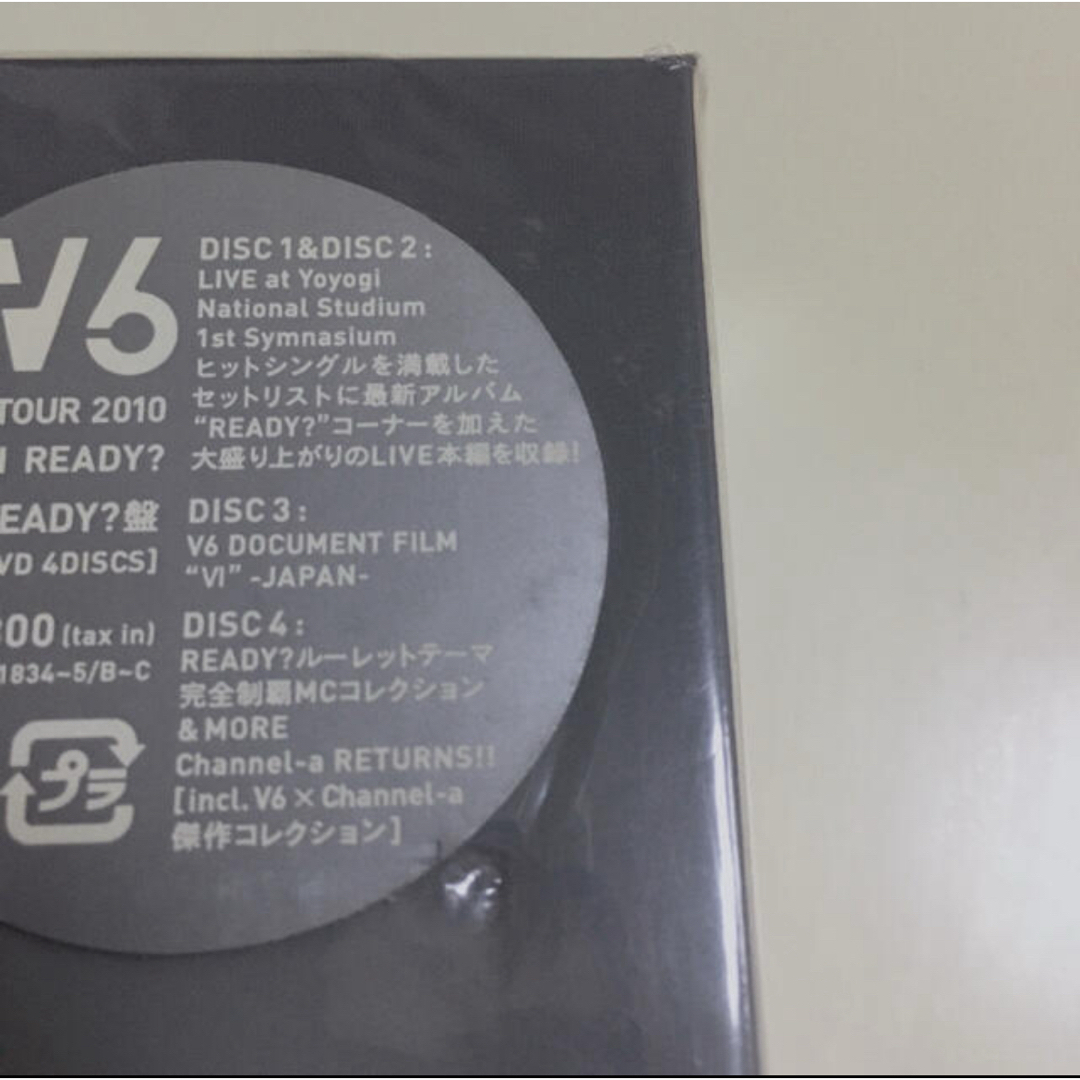 V6
TOUR 2010
READY?
EADY?盤
VD 4DISCS]
00 (tax in)
1834~5/B~C
プラ
DISC 1&DISC 2:
LIVE at Yoyogi
National Studium
1st Symnasium
ヒットシングルを満載した
セットリストに最新アルバム
“READY?”コーナーを加えた
大盛り上がりのLIVE本編を収録!
DISC 3:
V6 DOCUMENT FILM
“VI” -JAPAN-
DISC 4:
READY?ルーレットテーマ
完全制覇MCコレクション
& MORE
Channel-a RETURNS!!
[incl. V6 × Channel-a
傑作コレクション]